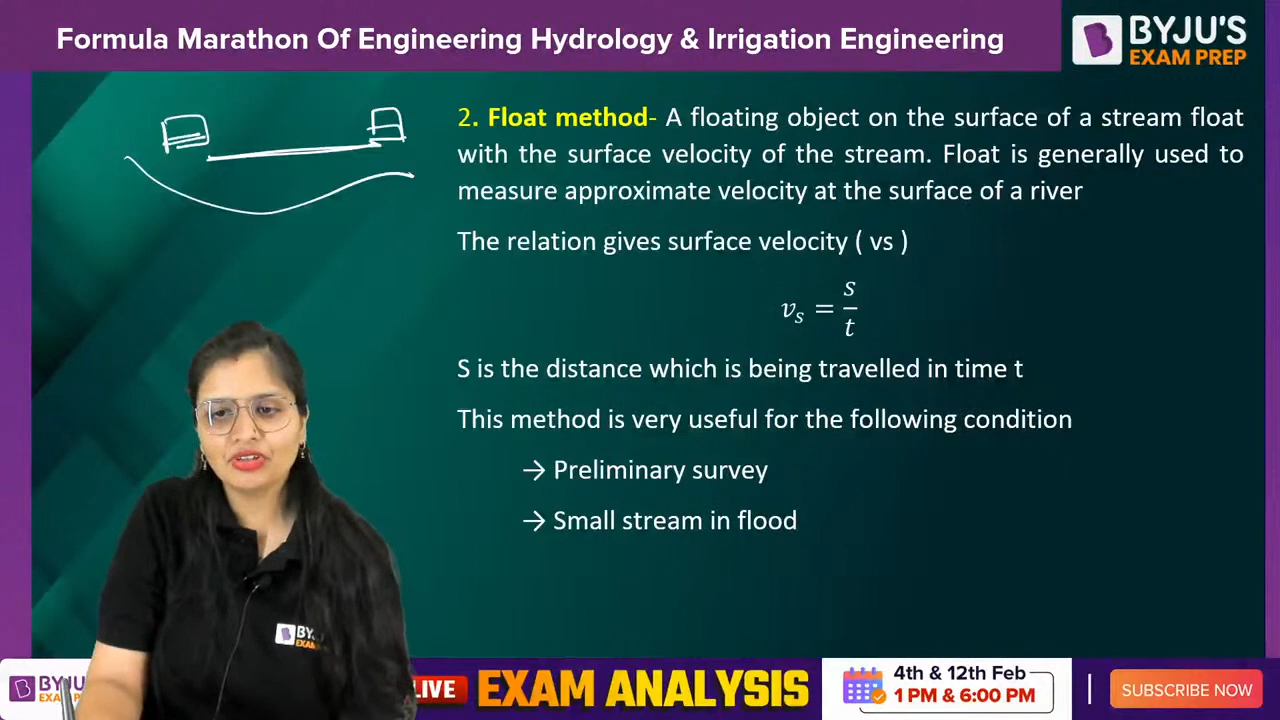 Formula Marathon Of Engineering Hydrology & Irrigation Engineering
BYJU'S
EXAM PREP
2. Float method- A floating object on the surface of a stream float
with the surface velocity of the stream. Float is generally used to
measure approximate velocity at the surface of a river
The relation gives surface velocity ( vs )
v_s = s/t
S is the distance which is being travelled in time t
This method is very useful for the following condition
→ Preliminary survey
→ Small stream in flood
BYJ
EXAM
LIVE
EXAM ANALYSIS
4th & 12th Feb
1 PM & 6:00 PM
SUBSCRIBE NOW